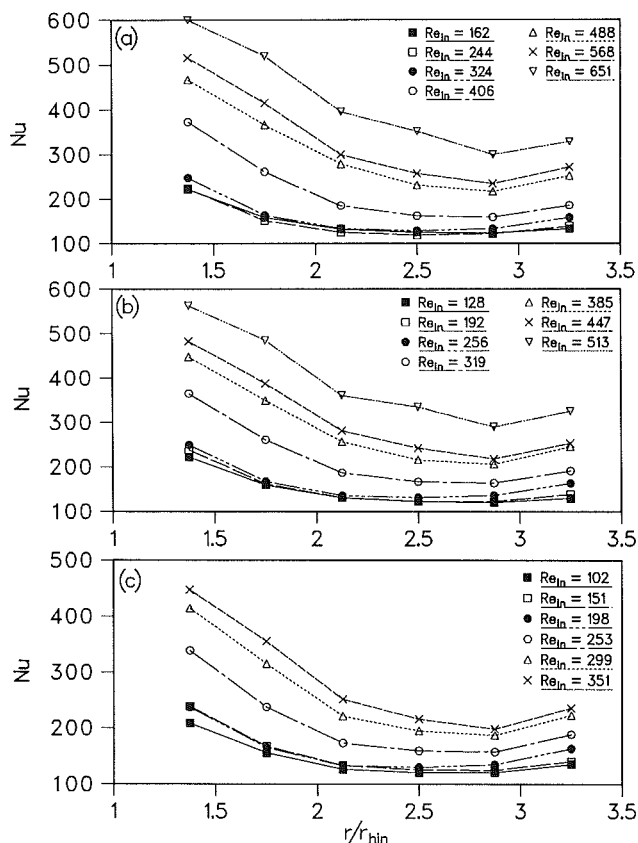 (a)
Re_in = 162
Re_in = 244
Re_in = 324
Re_in = 406
Re_in = 488
Re_in = 568
Re_in = 651
Nu
600
500
400
300
200
100
1 1.5 2 2.5 3 3.5
(b)
Re_in = 128
Re_in = 192
Re_in = 256
Re_in = 319
Re_in = 385
Re_in = 447
Re_in = 513
Nu
600
500
400
300
200
100
1 1.5 2 2.5 3 3.5
(c)
Re_in = 102
Re_in = 151
Re_in = 198
Re_in = 253
Re_in = 299
Re_in = 351
Nu
500
400
300
200
100
1 1.5 2 2.5 3 3.5
r/r_hin